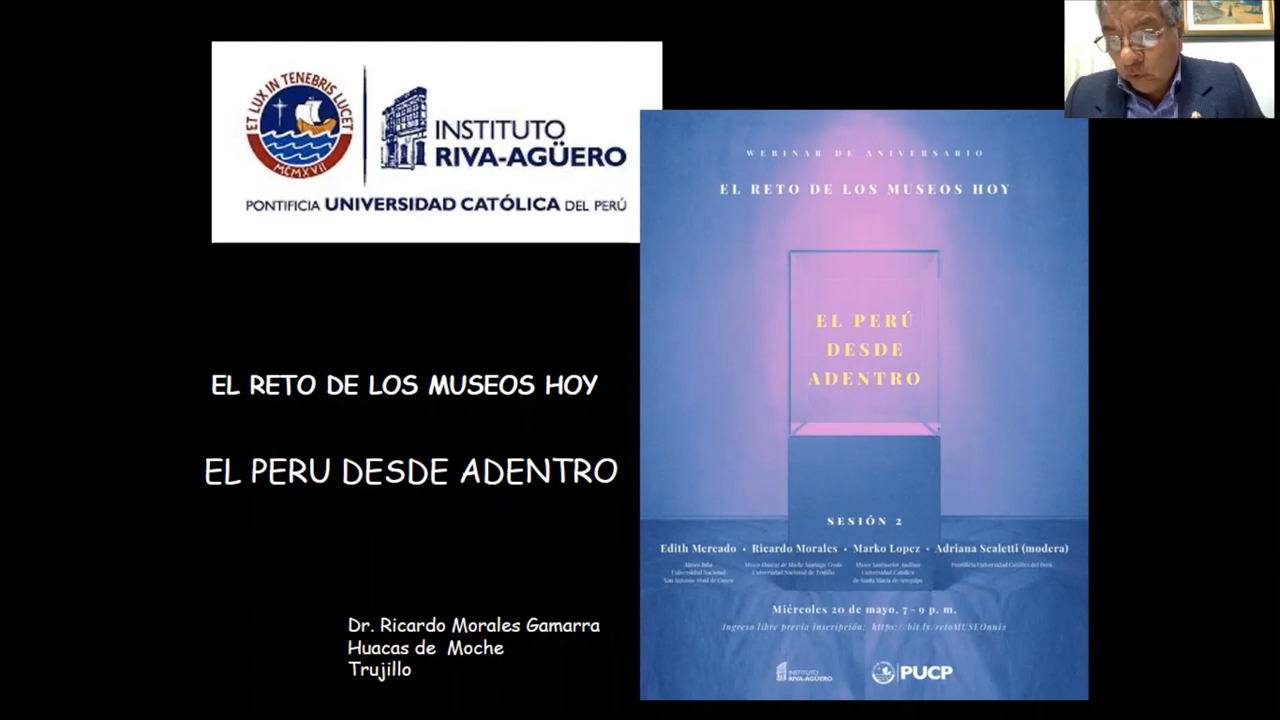 ET LUX IN TENEBRIS LUCET
MCMXVII
INSTITUTO
RIVA-AGÜERO
PONTIFICIA UNIVERSIDAD CATÓLICA DEL PERÚ
EL RETO DE LOS MUSEOS HOY
EL PERU DESDE ADENTRO
Dr. Ricardo Morales Gamarra
Huacas de Moche
Trujillo
WEBINAR DE ANIVERSARIO
EL RETO DE LOS MUSEOS HOY
EL PERÚ
DESDE
ADENTRO
SESIÓN 2
Edith Mercado • Ricardo Morales • Marko Lopez • Adriana Scaletti (modera)
Universidad Nacional
Universidad Nacional de Trujillo
Universidad Católica
de Santa María de Arequipa
Pontificia Universidad Católica del Perú
Miércoles 20 de mayo, 7 - 9 p. m.
Ingreso libre previa inscripción:
INSTITUTO
RIVA-AGÜERO
PUCP